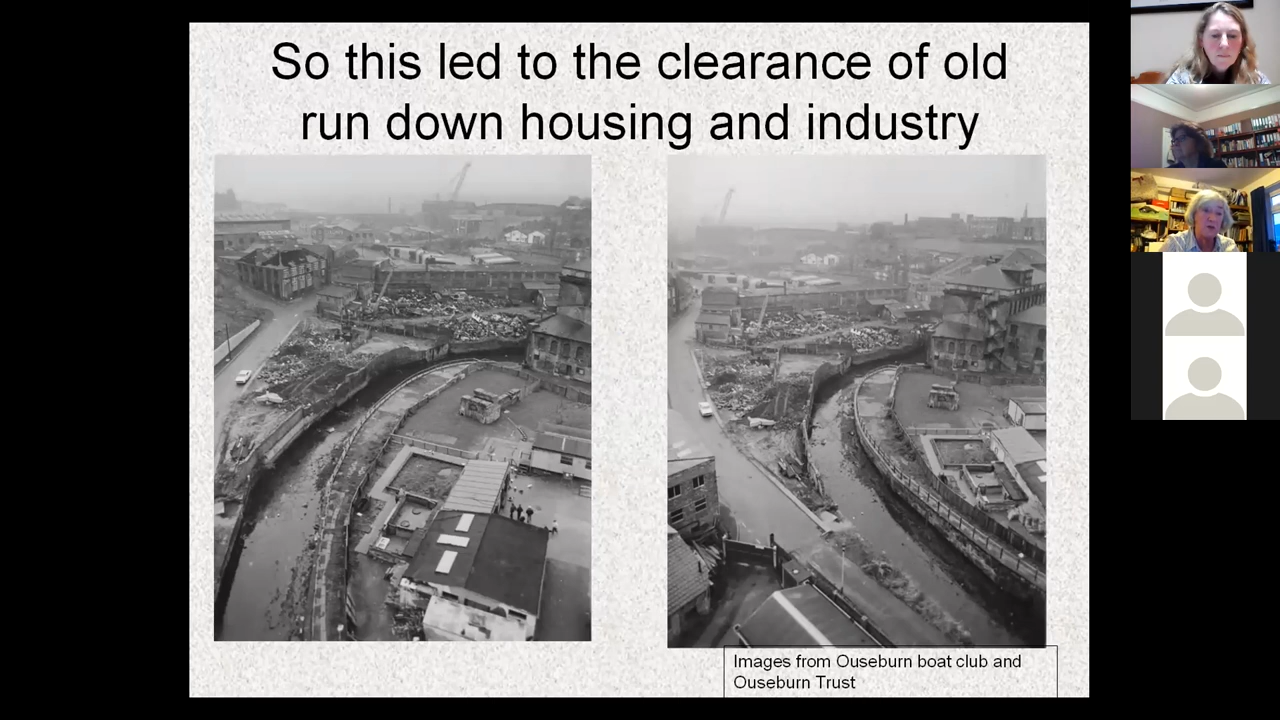 So this led to the clearance of old
run down housing and industry
Images from Ouseburn boat club and
Ouseburn Trust